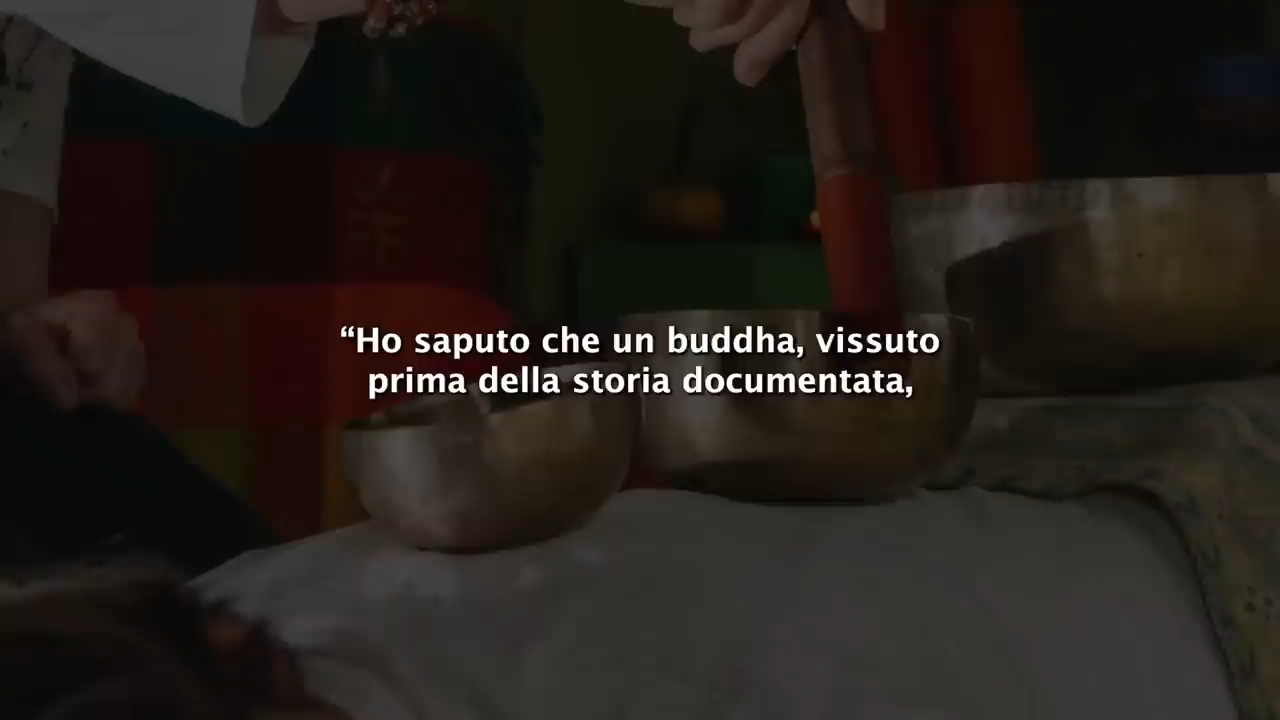 “Ho saputo che un buddha, vissuto
prima della storia documentata,